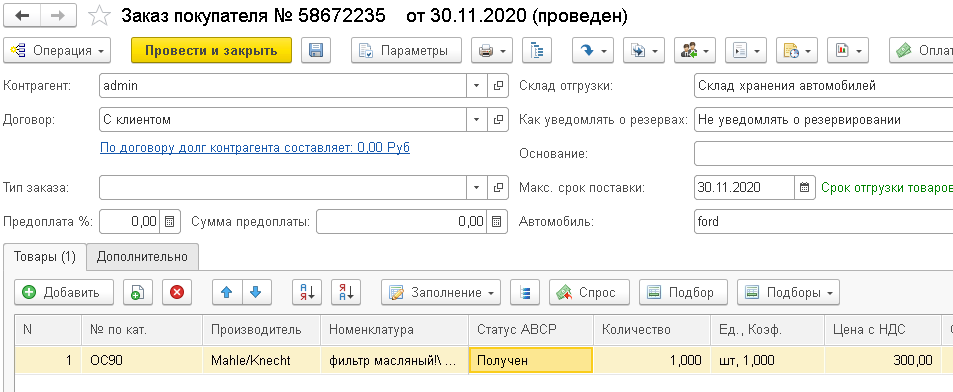 Заказ покупателя № 58672235 от 30.11.2020 (проведен)
Операция Провести и закрыть Параметры
Контрагент: admin Склад отгрузки: Склад хранения автомобилей
Договор: С клиентом Как уведомлять о резервах: Не уведомлять о резервировании
По договору долг контрагента составляет: 0,00 Руб Основание:
Тип заказа: Макс. срок поставки: 30.11.2020
Предоплата %: 0,00 Сумма предоплаты: 0,00 Автомобиль: ford
Товары (1) Дополнительно
Добавить Заполнение Спрос Подбор Подборы
N № по кат. Производитель Номенклатура Статус АВСР Количество Ед., Коэф. Цена с НДС
1 OC90 Mahle/Knecht фильтр масляный!\ ... Получен 1,000 шт, 1,000 300,00